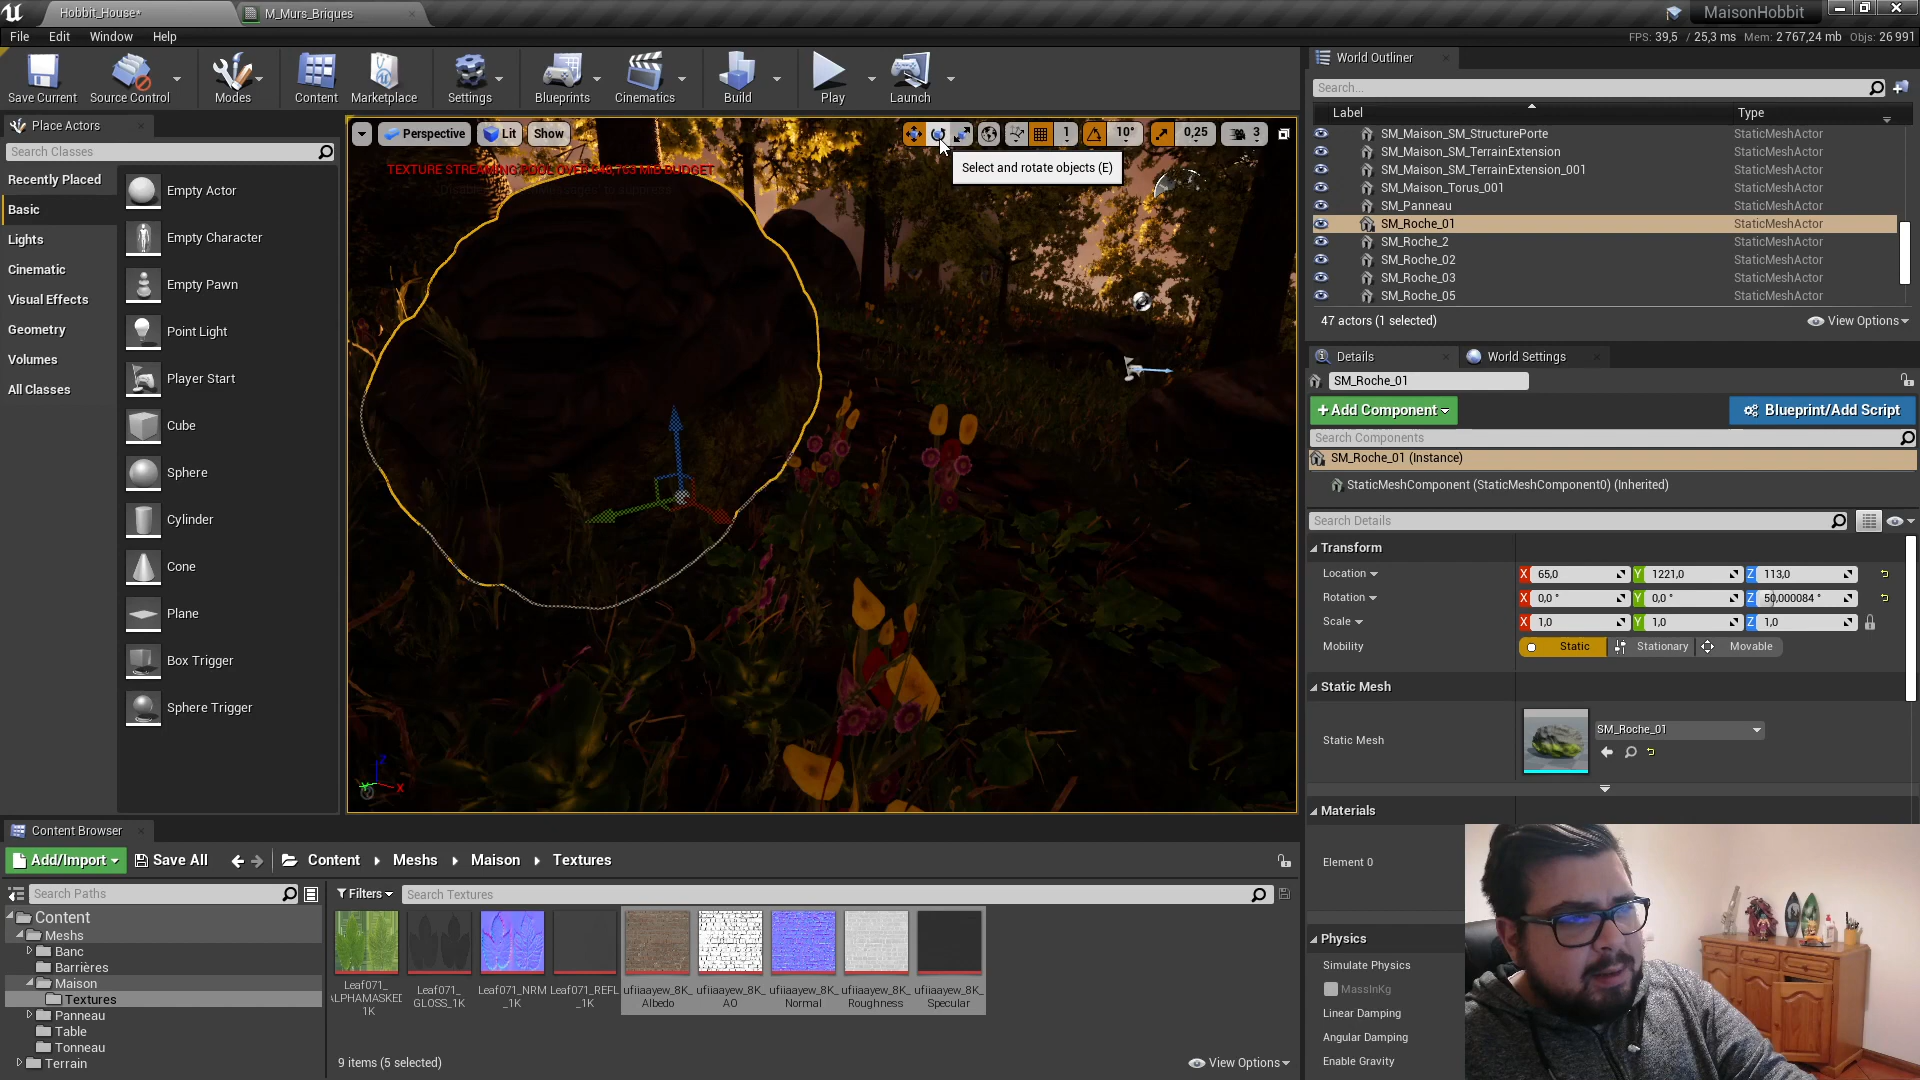 Hobbit_House*
M_Murs_Briques
MaisonHobbit
File Edit Window Help
FPS: 39,5 / 25,3 ms Mem: 2 767,24 mb Objs: 26 991
Save Current
Source Control
Modes
Content
Marketplace
Settings
Blueprints
Cinematics
Build
Play
Launch
Place Actors
Search Classes
Recently Placed
Basic
Lights
Cinematic
Visual Effects
Geometry
Volumes
All Classes
Empty Actor
Empty Character
Empty Pawn
Point Light
Player Start
Cube
Sphere
Cylinder
Cone
Plane
Box Trigger
Sphere Trigger
Perspective
Lit
Show
1
10°
0,25
3
Select and rotate objects (E)
X
World Outliner
Search...
Label Type
SM_Maison_SM_StructurePorte StaticMeshActor
SM_Maison_SM_TerrainExtension StaticMeshActor
SM_Maison_SM_TerrainExtension_001 StaticMeshActor
SM_Maison_Torus_001 StaticMeshActor
SM_Panneau StaticMeshActor
SM_Roche_01 StaticMeshActor
SM_Roche_2 StaticMeshActor
SM_Roche_02 StaticMeshActor
SM_Roche_03 StaticMeshActor
SM_Roche_05 StaticMeshActor
47 actors (1 selected)
View Options
Details
World Settings
SM_Roche_01
+Add Component
Blueprint/Add Script
Search Components
SM_Roche_01 (Instance)
StaticMeshComponent (StaticMeshComponent0) (Inherited)
Search Details
Transform
Location X 65,0 Y 1221,0 Z 113,0
Rotation X 0,0 ° Y 0,0 ° Z 50,000084 °
Scale X 1,0 Y 1,0 Z 1,0
Mobility Static Stationary Movable
Static Mesh
Static Mesh SM_Roche_01
Materials
Element 0
Physics
Simulate Physics
MassInKg
Linear Damping
Angular Damping
Enable Gravity
Content Browser
Add/Import
Save All
Content Meshs Maison Textures
Search Paths
Filters
Search Textures
Content
Meshs
Banc
Barrières
Maison
Textures
Panneau
Table
Tonneau
Terrain
Leaf071_
ALPHAMASKED
1K
Leaf071_
GLOSS_1K
Leaf071_NRM
_1K
Leaf071_REFL
_1K
ufiiaayew_8K_
Albedo
ufiiaayew_8K_
AO
ufiiaayew_8K_
Normal
ufiiaayew_8K_
Roughness
ufiiaayew_8K_
Specular
9 items (5 selected)
View Options